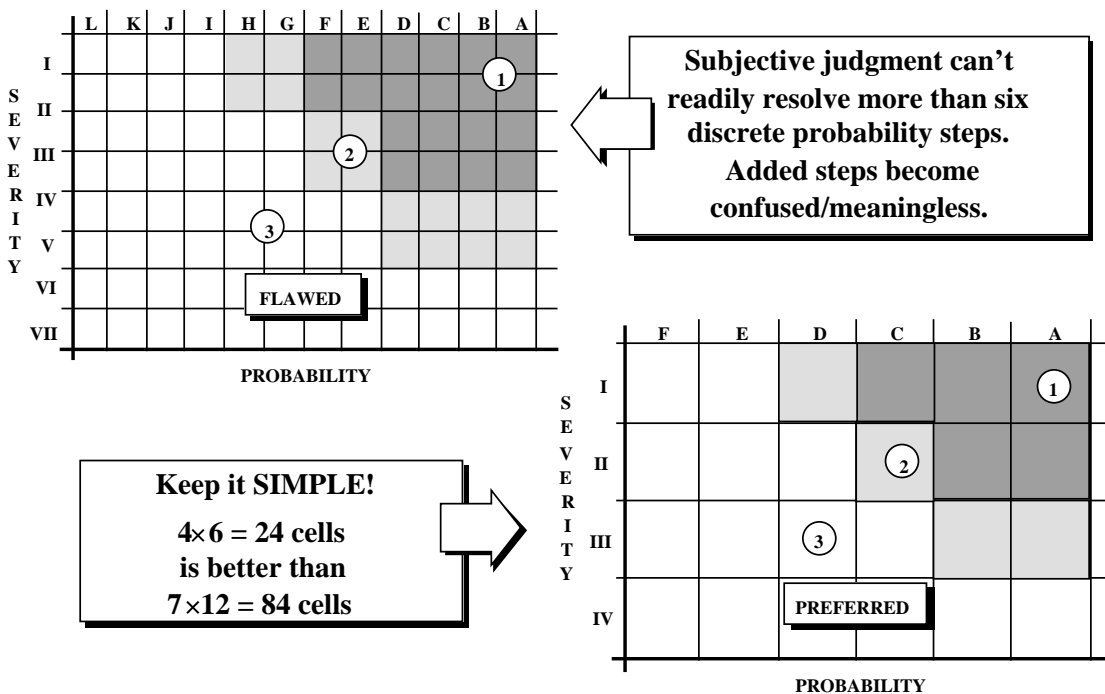 L K J I H G F E D C B A
I
II
III
IV
V
VI
VII
SEVERITY
1
2
3
FLAWED
PROBABILITY
Subjective judgment can’t
readily resolve more than six
discrete probability steps.
Added steps become
confused/meaningless.
Keep it SIMPLE!
4×6 = 24 cells
is better than
7×12 = 84 cells
F E D C B A
I
II
III
IV
SEVERITY
1
2
3
PREFERRED
PROBABILITY